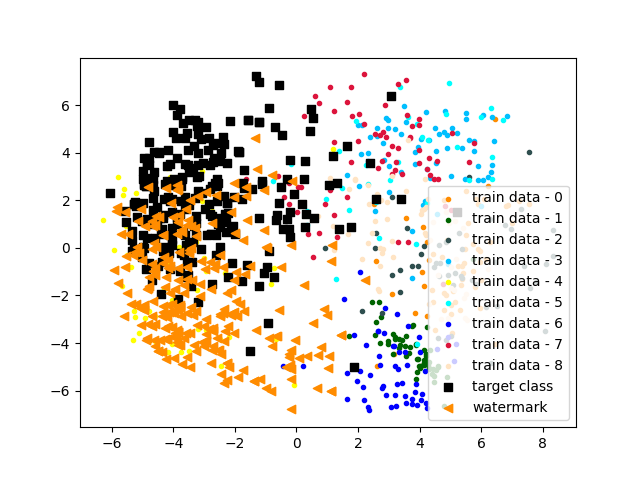 6
4
2
0
−2
−4
−6
−6
−4
−2
0
2
4
6
8
train data - 0
train data - 1
train data - 2
train data - 3
train data - 4
train data - 5
train data - 6
train data - 7
train data - 8
target class
watermark